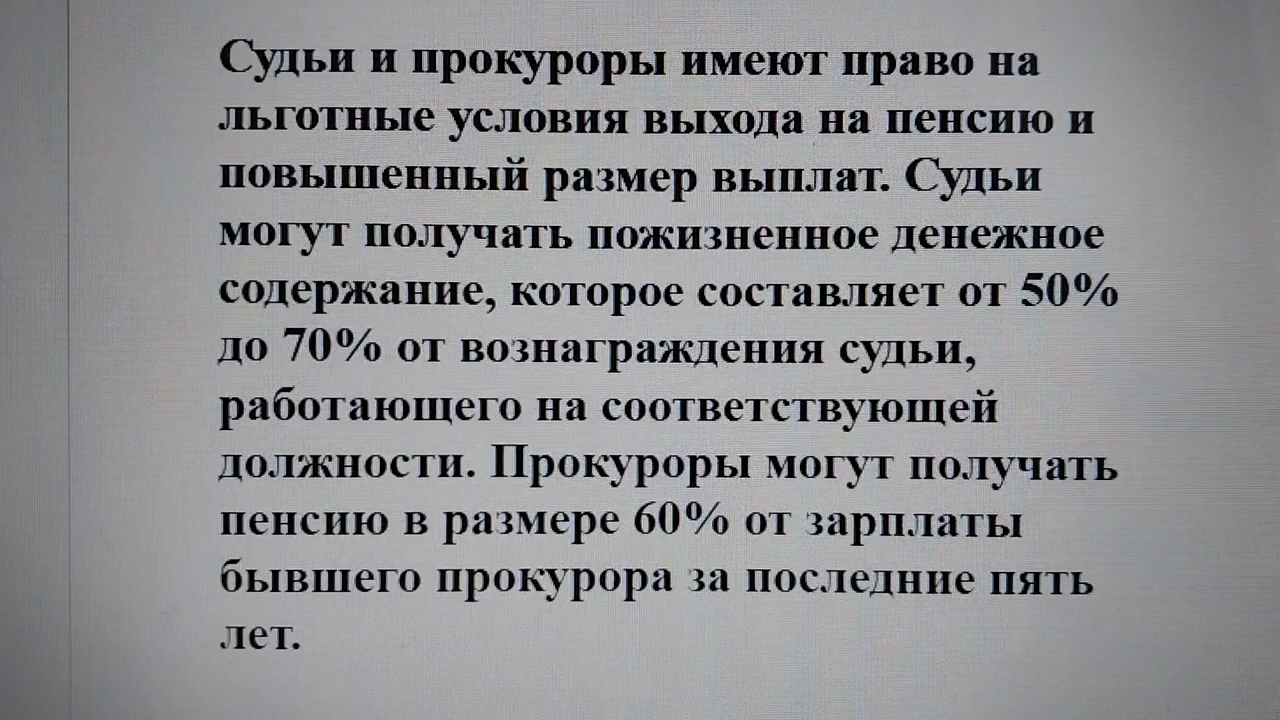 Судьи и прокуроры имеют право на
льготные условия выхода на пенсию и
повышенный размер выплат. Судьи
могут получать пожизненное денежное
содержание, которое составляет от 50%
до 70% от вознаграждения судьи,
работающего на соответствующей
должности. Прокуроры могут получать
пенсию в размере 60% от зарплаты
бывшего прокурора за последние пять
лет.